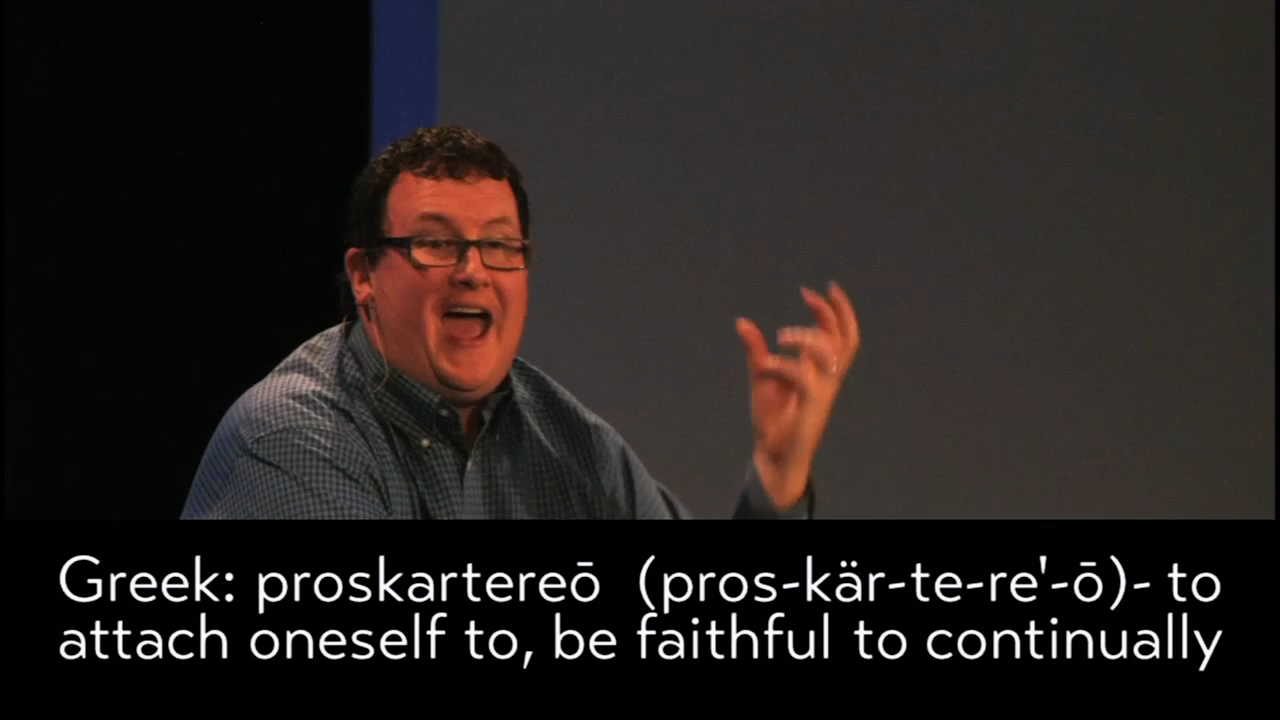 Greek: proskartereō (pros-kär-te-re'-ō)- to
attach oneself to, be faithful to continually